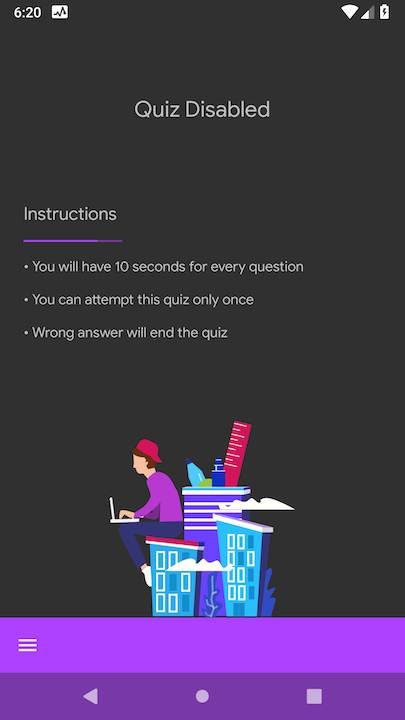 6:20
Quiz Disabled
Instructions
• You will have 10 seconds for every question
• You can attempt this quiz only once
• Wrong answer will end the quiz